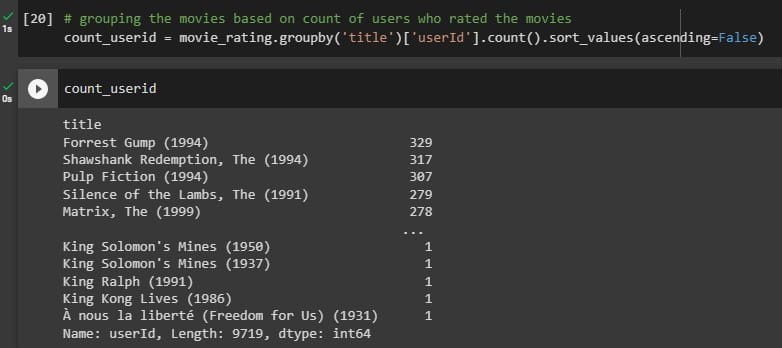 [20] # grouping the movies based on count of users who rated the movies
1s
count_userid = movie_rating.groupby('title')['userId'].count().sort_values(ascending=False)
0s
count_userid
title
Forrest Gump (1994) 329
Shawshank Redemption, The (1994) 317
Pulp Fiction (1994) 307
Silence of the Lambs, The (1991) 279
Matrix, The (1999) 278
...
King Solomon's Mines (1950) 1
King Solomon's Mines (1937) 1
King Ralph (1991) 1
King Kong Lives (1986) 1
À nous la liberté (Freedom for Us) (1931) 1
Name: userId, Length: 9719, dtype: int64